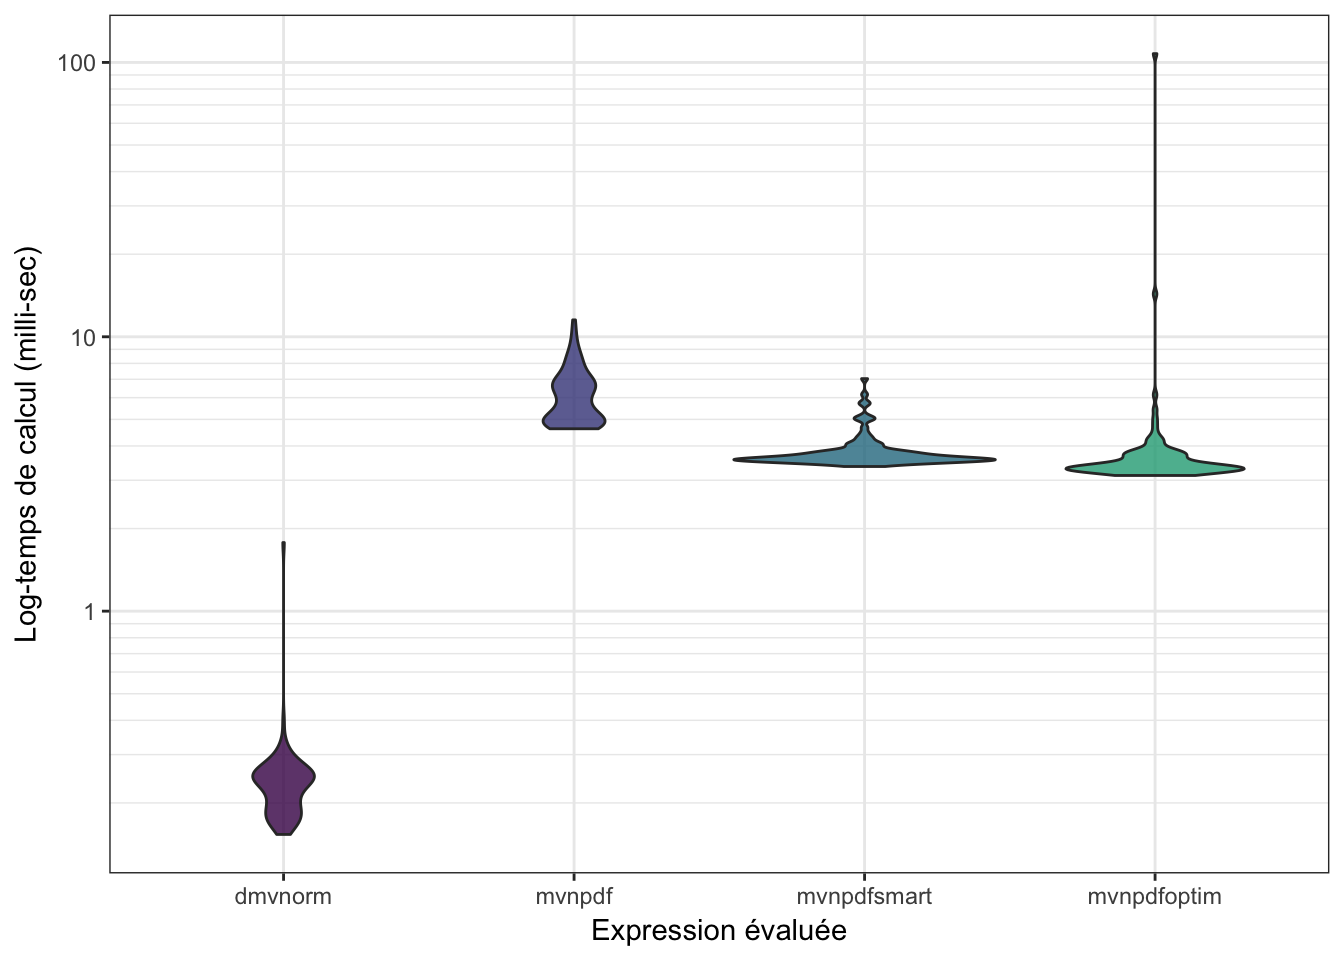 Log-temps de calcul (milli-sec)
100
10
1
dmvnorm mvnpdf mvnpdfsmart mvnpdfoptim
Expression évaluée